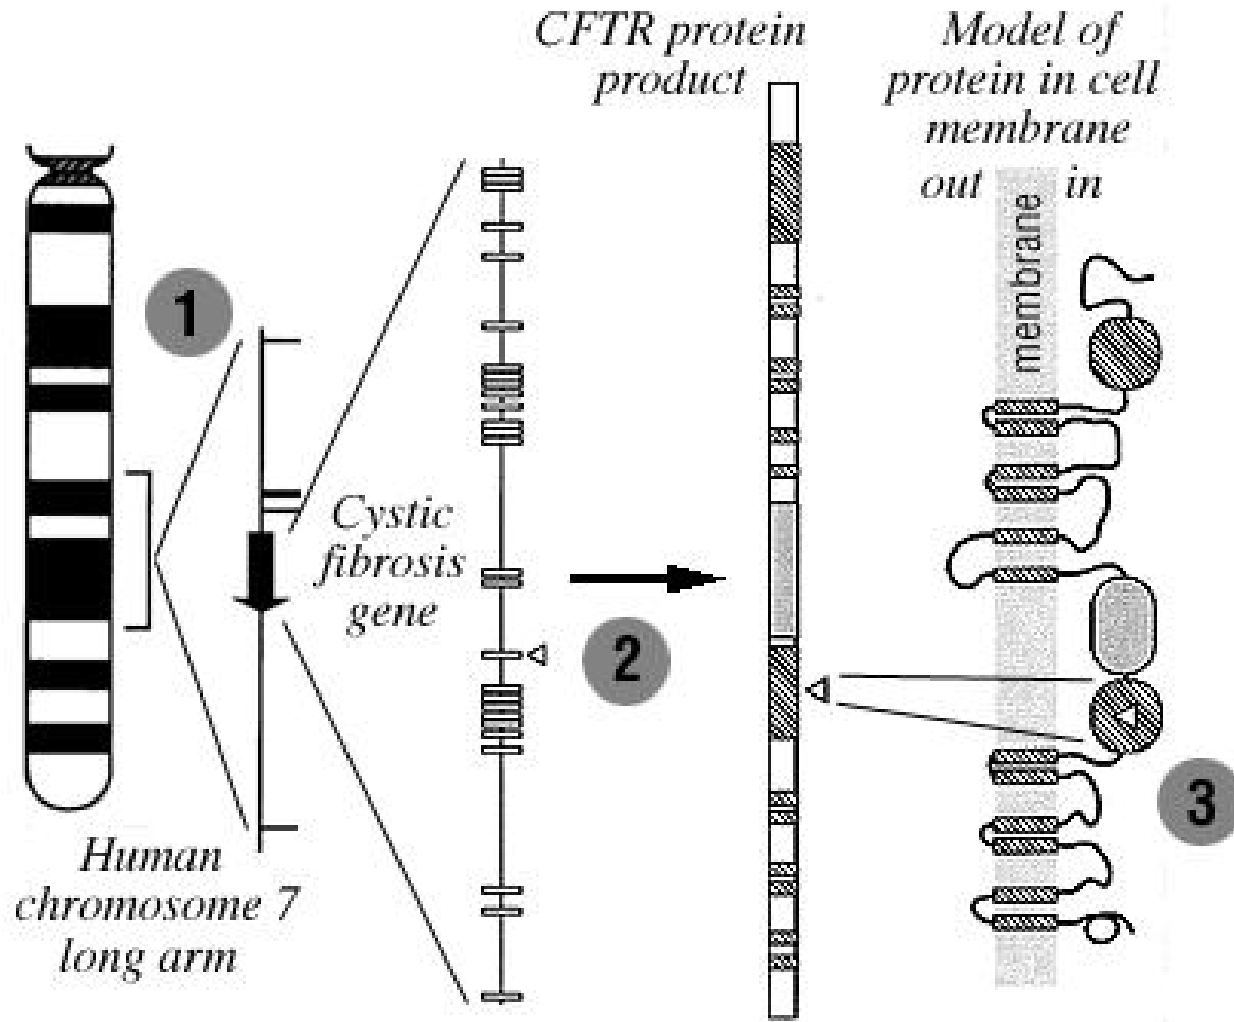 CFTR protein
product
Model of
protein in cell
membrane
out in
membrane
1
Cystic
fibrosis
gene
2
3
Human
chromosome 7
long arm